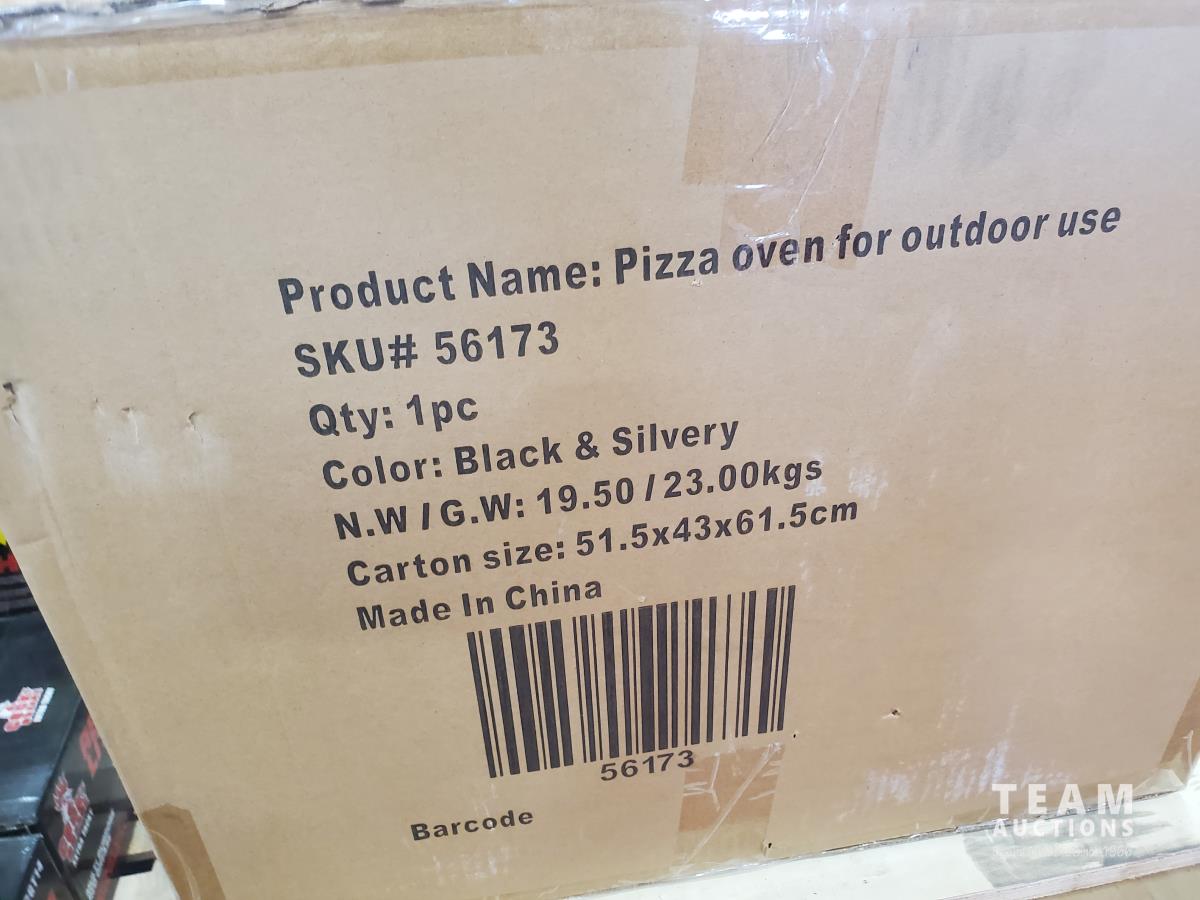 Product Name: Pizza oven for outdoor use
SKU# 56173
Qty: 1pc
Color: Black & Silvery
N.W / G.W: 19.50 / 23.00kgs
Carton size: 51.5x43x61.5cm
Made In China
56173
Barcode
TEAM
AUCTIONS